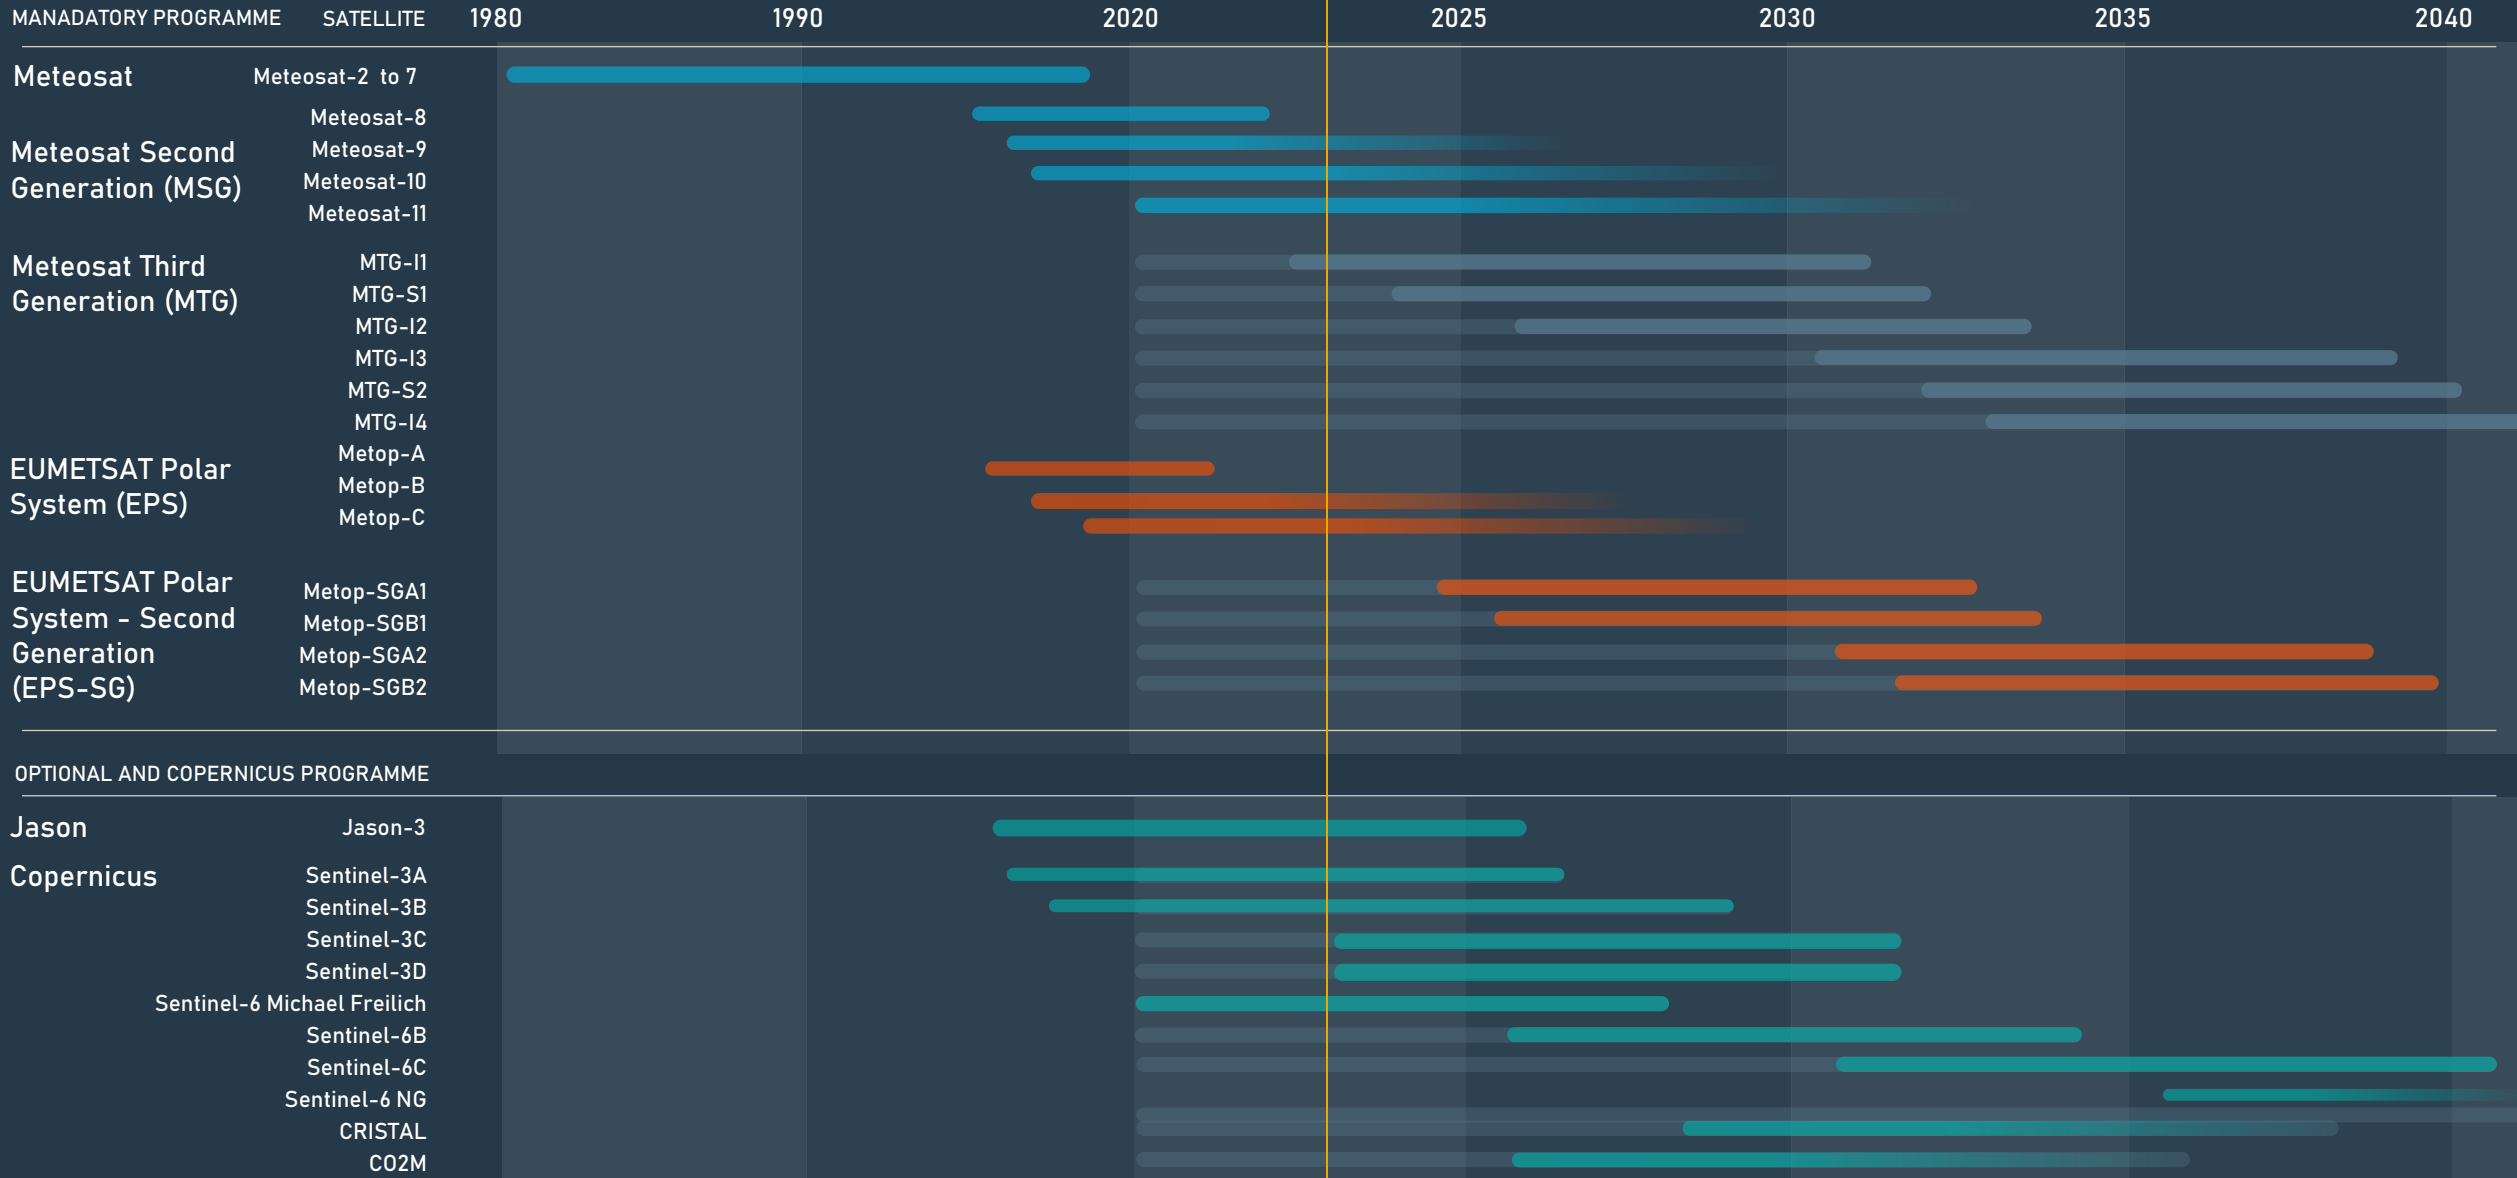 MANADATORY PROGRAMME SATELLITE 1980 1990 2020 2025 2030 2035 2040
Meteosat Meteosat-2 to 7
Meteosat-8
Meteosat Second Meteosat-9
Generation (MSG) Meteosat-10
Meteosat-11
Meteosat Third MTG-I1
Generation (MTG) MTG-S1
MTG-I2
MTG-I3
MTG-S2
MTG-I4
Metop-A
EUMETSAT Polar Metop-B
System (EPS) Metop-C
EUMETSAT Polar Metop-SGA1
System - Second Metop-SGB1
Generation Metop-SGA2
(EPS-SG) Metop-SGB2
OPTIONAL AND COPERNICUS PROGRAMME
Jason Jason-3
Copernicus Sentinel-3A
Sentinel-3B
Sentinel-3C
Sentinel-3D
Sentinel-6 Michael Freilich
Sentinel-6B
Sentinel-6C
Sentinel-6 NG
CRISTAL
CO2M